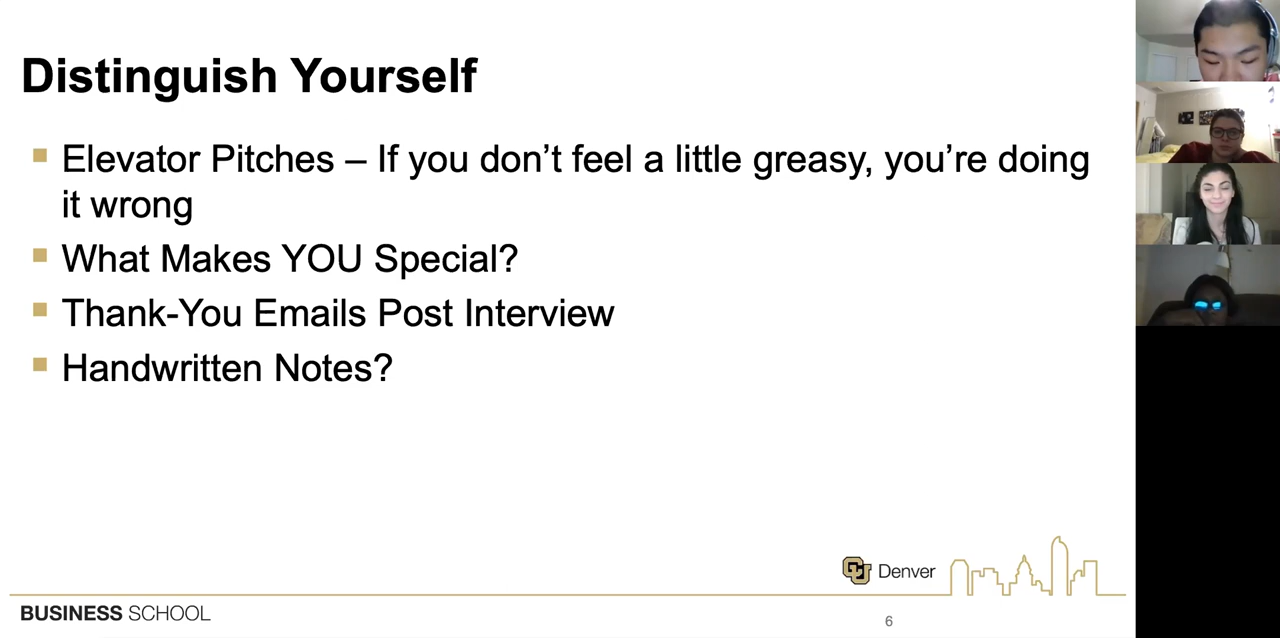 Distinguish Yourself
Elevator Pitches – If you don’t feel a little greasy, you’re doing
it wrong
What Makes YOU Special?
Thank-You Emails Post Interview
Handwritten Notes?
CU Denver
BUSINESS SCHOOL
6